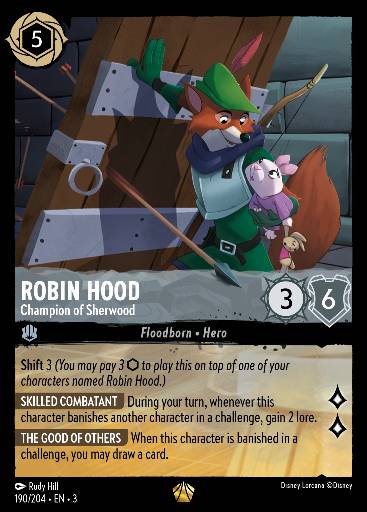 5
ROBIN HOOD
Champion of Sherwood
3
6
Floodborn • Hero
Shift 3 (You may pay 3 to play this on top of one of your
characters named Robin Hood.)
SKILLED COMBATANT During your turn, whenever this
character banishes another character in a challenge, gain 2 lore.
THE GOOD OF OTHERS When this character is banished in a
challenge, you may draw a card.
Rudy Hill
Disney Lorcana ©Disney
190/204 • EN • 3